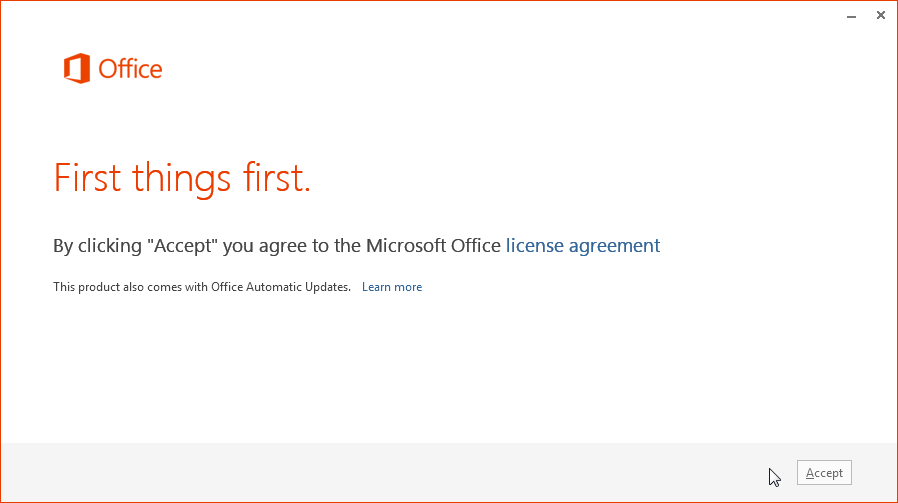 Office
First things first.
By clicking "Accept" you agree to the Microsoft Office license agreement
This product also comes with Office Automatic Updates. Learn more
Accept